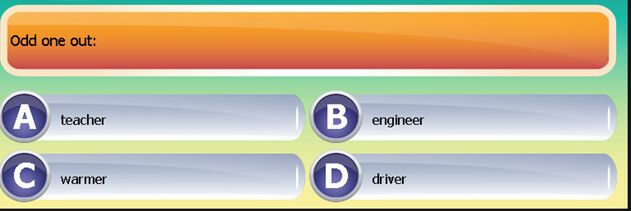 Odd one out:
A teacher
B engineer
C warmer
D driver